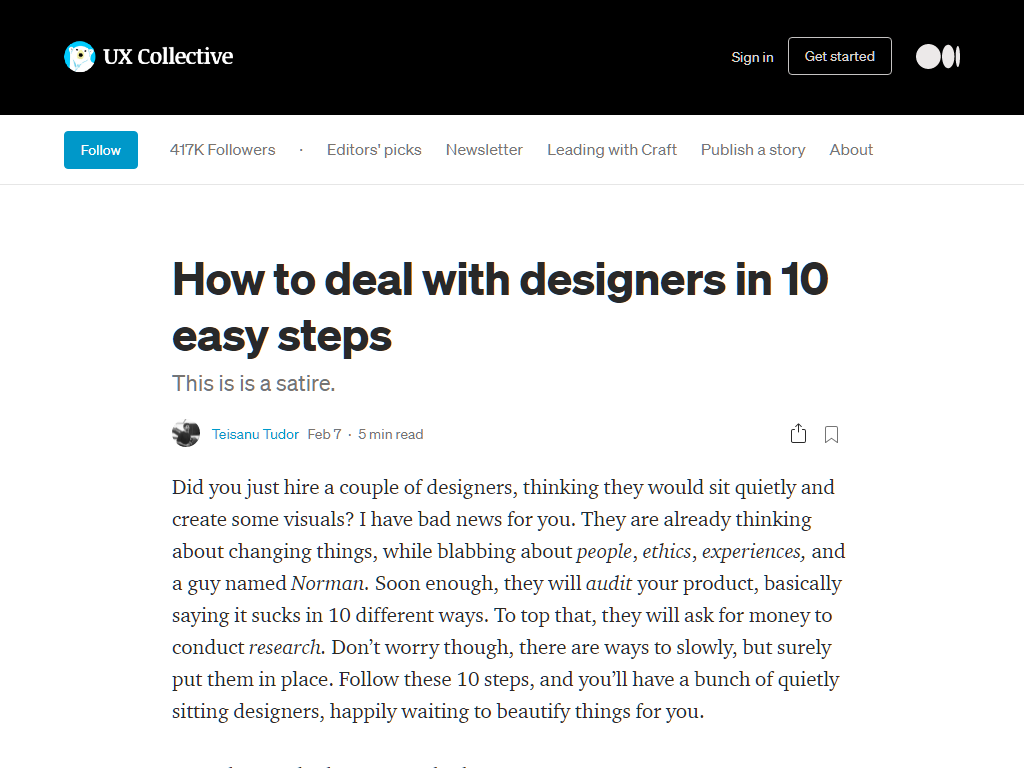 UX Collective
Sign in
Get started
Follow
417K Followers · Editors' picks Newsletter Leading with Craft Publish a story About
How to deal with designers in 10
easy steps
This is is a satire.
Teisanu Tudor Feb 7 · 5 min read
Did you just hire a couple of designers, thinking they would sit quietly and
create some visuals? I have bad news for you. They are already thinking
about changing things, while blabbing about people, ethics, experiences, and
a guy named Norman. Soon enough, they will audit your product, basically
saying it sucks in 10 different ways. To top that, they will ask for money to
conduct research. Don’t worry though, there are ways to slowly, but surely
put them in place. Follow these 10 steps, and you’ll have a bunch of quietly
sitting designers, happily waiting to beautify things for you.